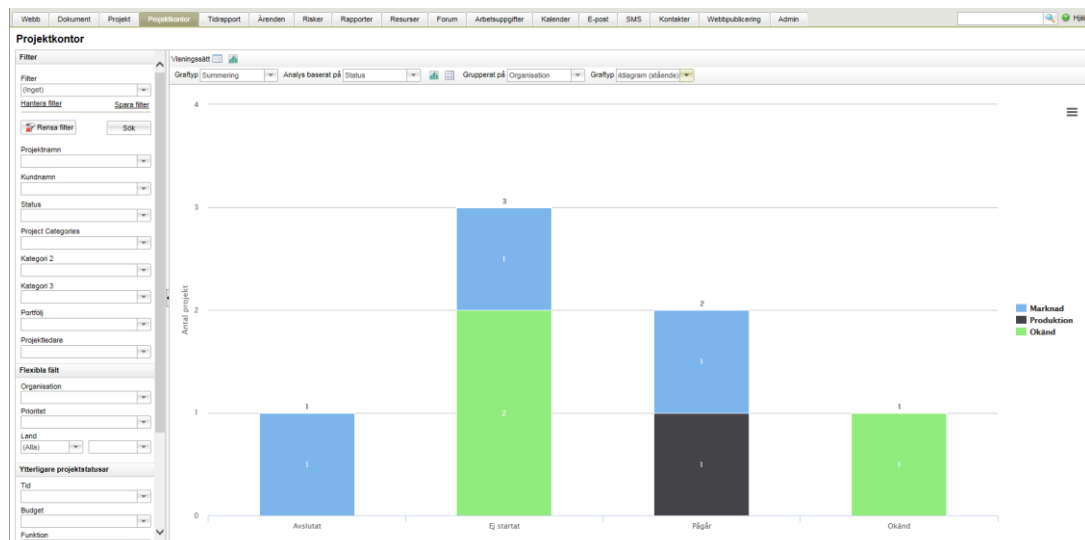 Webb Dokument Projekt Projektkontor Tidrapport Ärenden Risker Rapporter Resurser Forum Arbetsuppgifter Kalender E-post SMS Kontakter Webbpublicering Admin
Projektkontor
Filter
Filter
(Inget)
Hantera filter Spara filter
Rensa filter Sök
Projektnamn
Kundnamn
Status
Project Categories
Kategori 2
Kategori 3
Portfölj
Projektledare
Flexibla fält
Organisation
Prioritet
Land
(Alla)
Ytterligare projektstatusar
Tid
Budget
Funktion
Visningssätt
Graftyp Summering Analys baserat på Status Grupperat på Organisation Graftyp diagram (stående)
4
3
2
1
0
Antal projekt
1
1
3
1
2
2
1
1
1
1
Avslutat Ej startat Pågår Okänd
Marknad
Produktion
Okänd